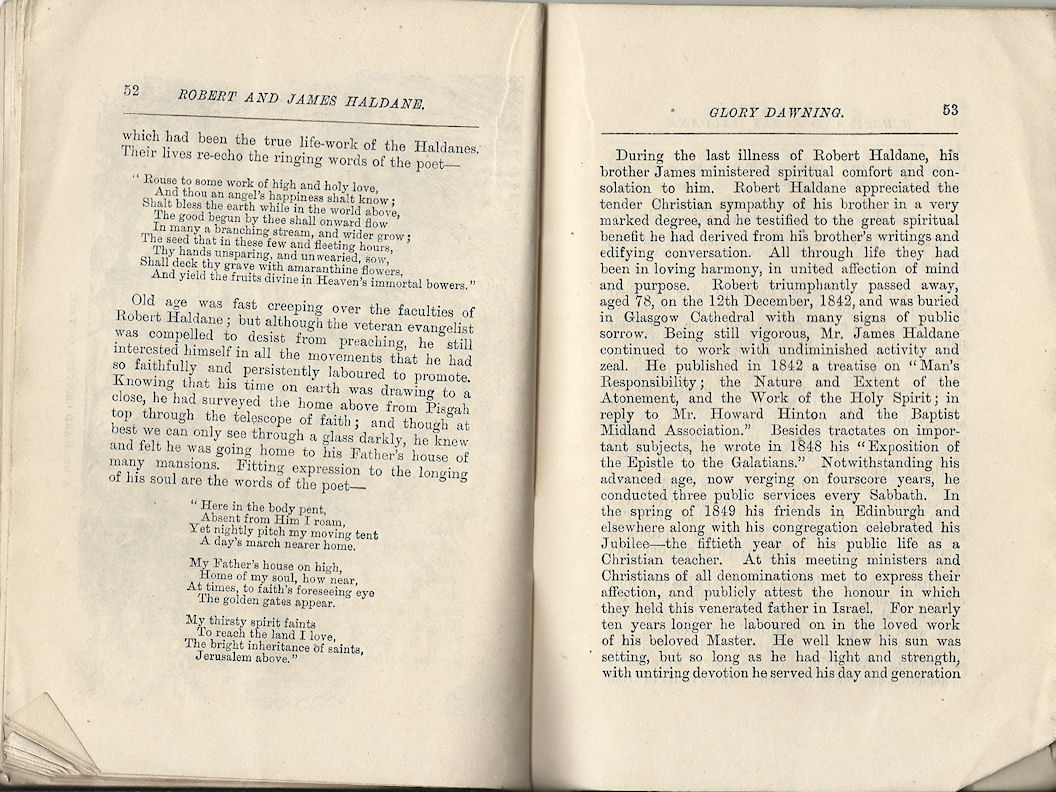 52 ROBERT AND JAMES HALDANE.
which had been the true life-work of the Haldanes.
Their lives re-echo the ringing words of the poet—
"Rouse to some work of high and holy love,
And thou an angel's happiness shalt know;
Shalt bless the earth while in the world above,
The good begun by thee shall onward flow
In many a branching stream, and wider grow;
The seed that in these few and fleeting hours,
Thy hands unsparing, and unwearied, sow,
Shall deck thy grave with amaranthine flowers,
And yield the fruits divine in Heaven's immortal bowers."
Old age was fast creeping over the faculties of
Robert Haldane; but although the veteran evangelist
was compelled to desist from preaching, he still
interested himself in all the movements that he had
so faithfully and persistently laboured to promote.
Knowing that his time on earth was drawing to a
close, he had surveyed the home above from Pisgah
top through the telescope of faith; and though at
best we can only see through a glass darkly, he knew
and felt he was going home to his Father's house of
many mansions. Fitting expression to the longing
of his soul are the words of the poet—
"Here in the body pent,
Absent from Him I roam,
Yet nightly pitch my moving tent
A day's march nearer home.
My Father's house on high,
Home of my soul, how near,
At times, to faith's foreseeing eye
The golden gates appear.
My thirsty spirit faints
To reach the land I love,
The bright inheritance of saints,
Jerusalem above."
GLORY DAWNING. 53
During the last illness of Robert Haldane, his
brother James ministered spiritual comfort and con-
solation to him. Robert Haldane appreciated the
tender Christian sympathy of his brother in a very
marked degree, and he testified to the great spiritual
benefit he had derived from his brother's writings and
edifying conversation. All through life they had
been in loving harmony, in united affection of mind
and purpose. Robert triumphantly passed away,
aged 78, on the 12th December, 1842, and was buried
in Glasgow Cathedral with many signs of public
sorrow. Being still vigorous, Mr. James Haldane
continued to work with undiminished activity and
zeal. He published in 1842 a treatise on "Man's
Responsibility; the Nature and Extent of the
Atonement, and the Work of the Holy Spirit; in
reply to Mr. Howard Hinton and the Baptist
Midland Association." Besides tractates on impor-
tant subjects, he wrote in 1848 his "Exposition of
the Epistle to the Galatians." Notwithstanding his
advanced age, now verging on fourscore years, he
conducted three public services every Sabbath. In
the spring of 1849 his friends in Edinburgh and
elsewhere along with his congregation celebrated his
Jubilee—the fiftieth year of his public life as a
Christian teacher. At this meeting ministers and
Christians of all denominations met to express their
affection, and publicly attest the honour in which
they held this venerated father in Israel. For nearly
ten years longer he laboured on in the loved work
of his beloved Master. He well knew his sun was
setting, but so long as he had light and strength,
with untiring devotion he served his day and generation